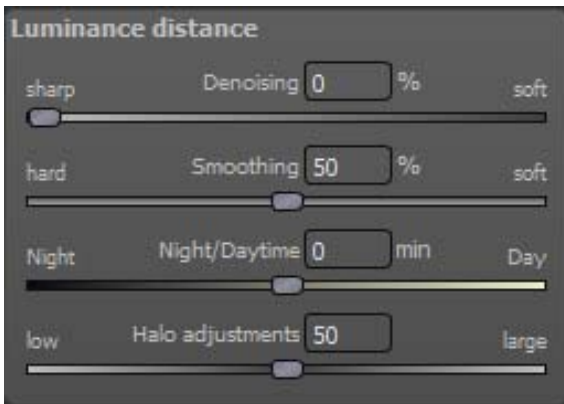 Luminance distance
sharp Denoising 0 % soft
hard Smoothing 50 % soft
Night Night/Daytime 0 min Day
low Halo adjustments 50 large